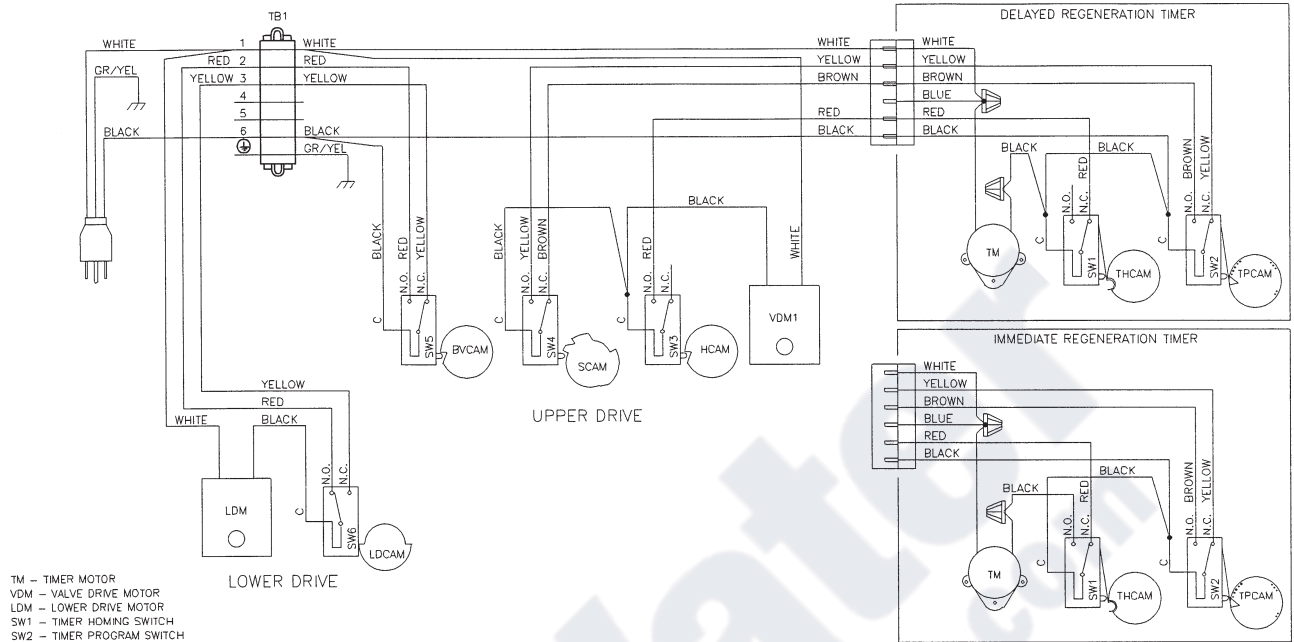 TB1
DELAYED REGENERATION TIMER
WHITE
1
WHITE
RED 2
RED
YELLOW 3
YELLOW
GR/YEL
4
5
BLACK
6
BLACK
GR/YEL
WHITE
YELLOW
BROWN
RED
BLACK
WHITE
YELLOW
BROWN
BLUE
RED
BLACK
BLACK
BLACK
N.O.
N.C. RED
N.O. BROWN
N.C. YELLOW
TM
C
SW1
THCAM
C
SW2
TPCAM
BLACK
N.O. RED
N.C. YELLOW
C
SW5
BVCAM
BLACK
N.O. YELLOW
N.C. BROWN
C
SW4
SCAM
BLACK
N.O. RED
N.C.
C
SW3
HCAM
WHITE
VDM1
UPPER DRIVE
IMMEDIATE REGENERATION TIMER
WHITE
YELLOW
BROWN
BLUE
RED
BLACK
BLACK
BLACK
N.O.
N.C. RED
N.O. BROWN
N.C. YELLOW
TM
C
SW1
THCAM
C
SW2
TPCAM
YELLOW
RED
WHITE
BLACK
N.O.
N.C.
LDM
C
SW6
LDCAM
LOWER DRIVE
TM – TIMER MOTOR
VDM – VALVE DRIVE MOTOR
LDM – LOWER DRIVE MOTOR
SW1 – TIMER HOMING SWITCH
SW2 – TIMER PROGRAM SWITCH